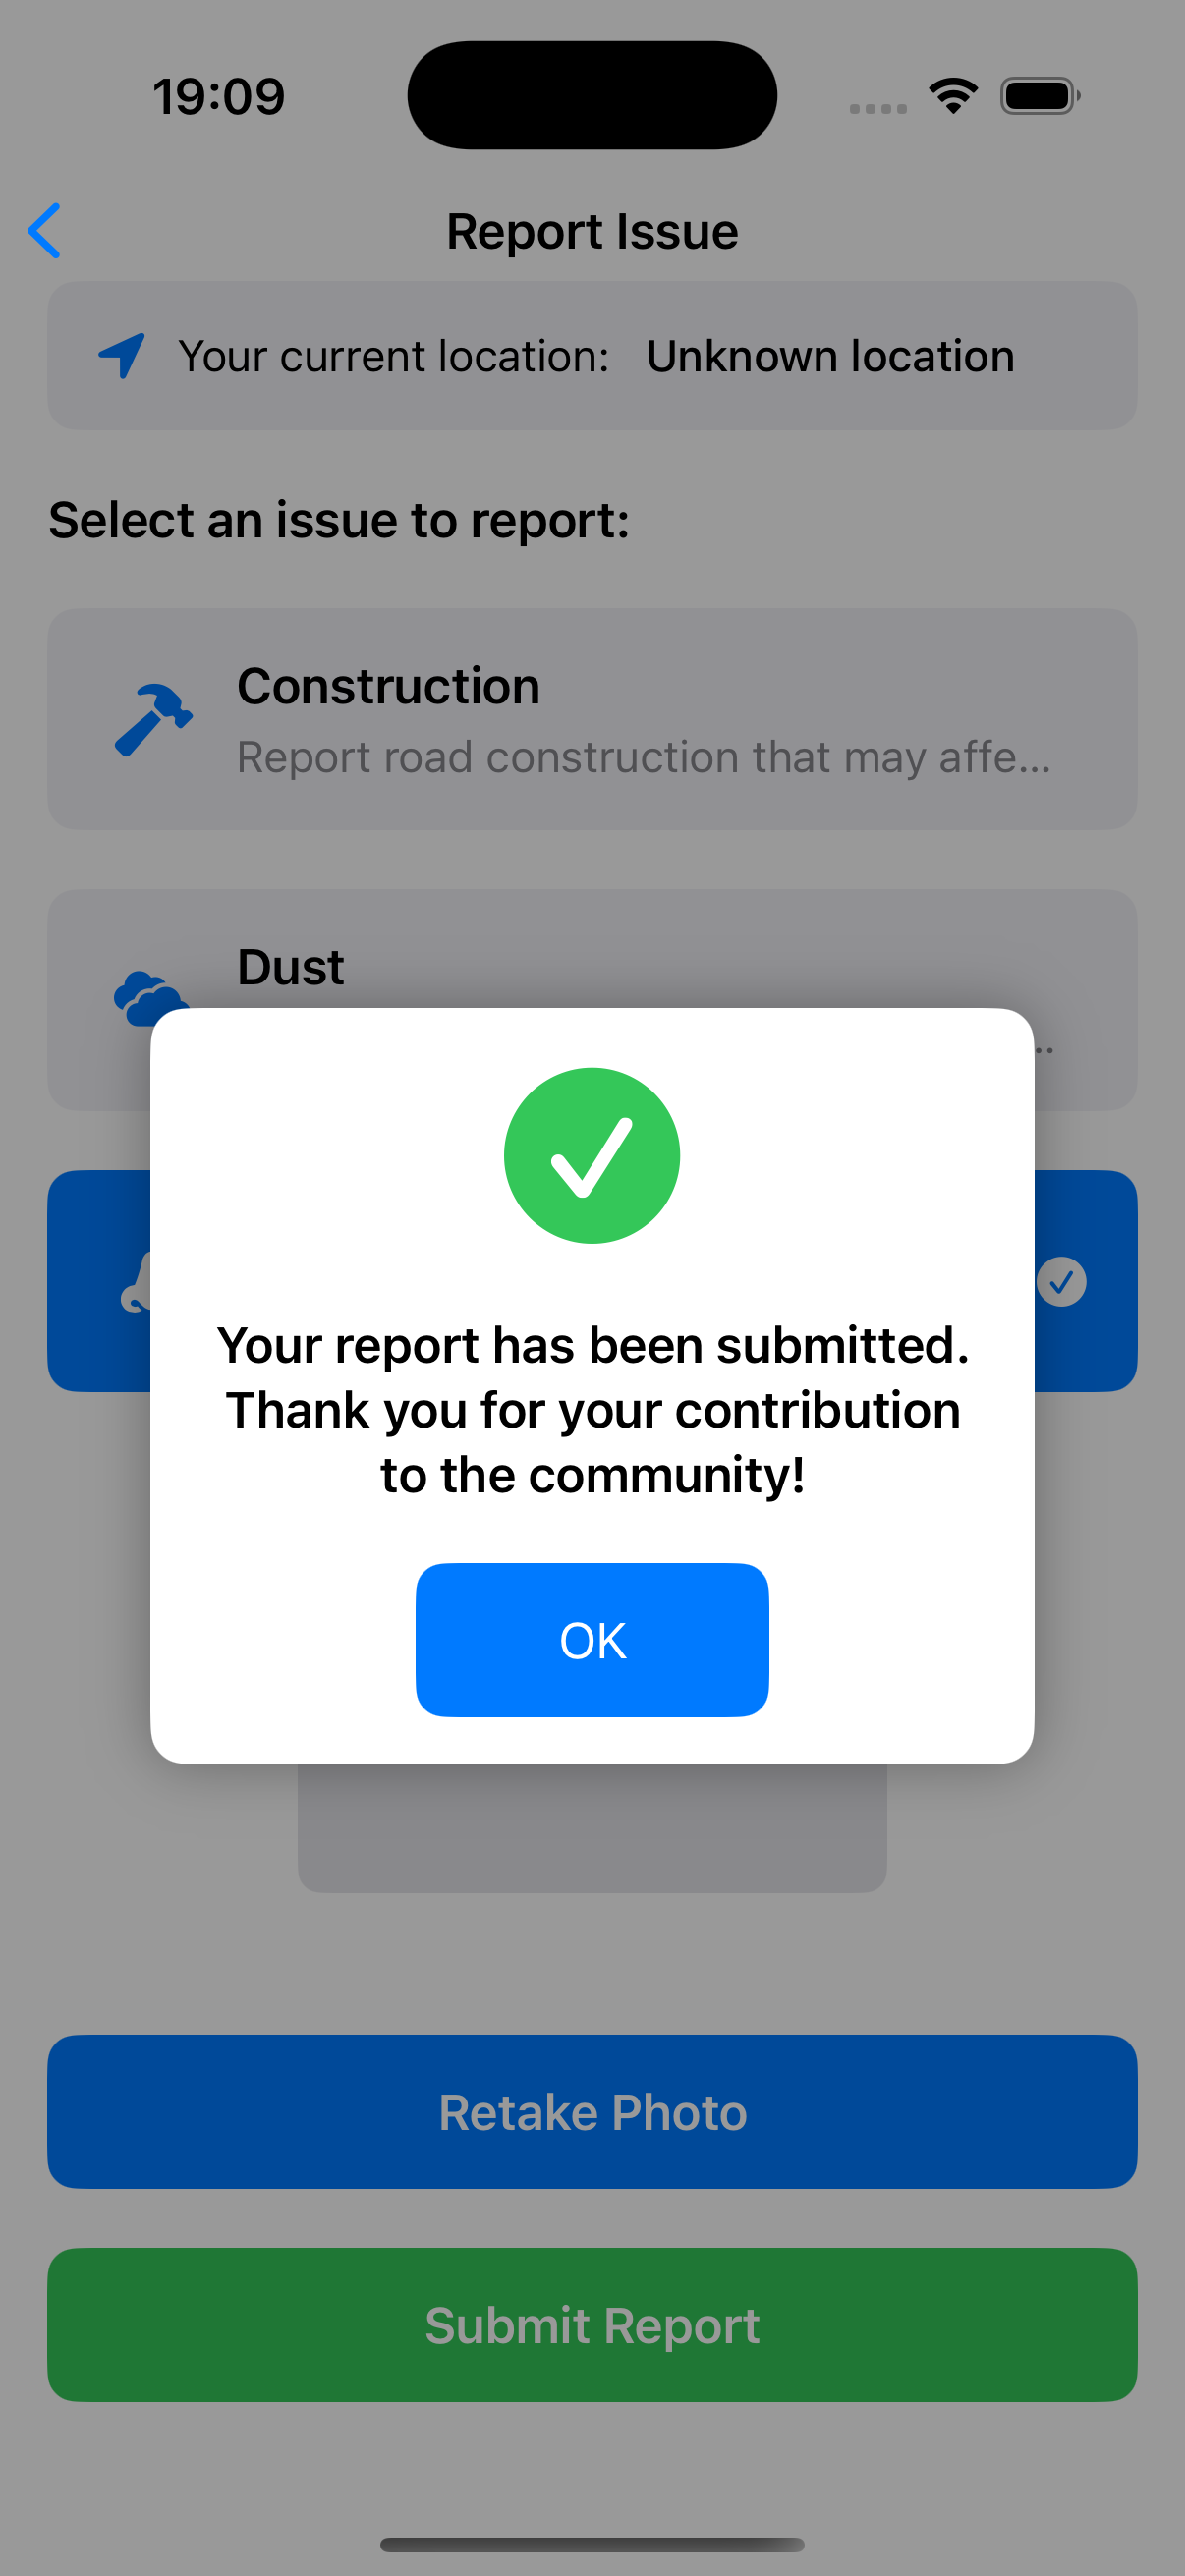 19:09
Report Issue
Your current location: Unknown location
Select an issue to report:
Construction
Report road construction that may affe...
Dust
Your report has been submitted.
Thank you for your contribution
to the community!
OK
Retake Photo
Submit Report